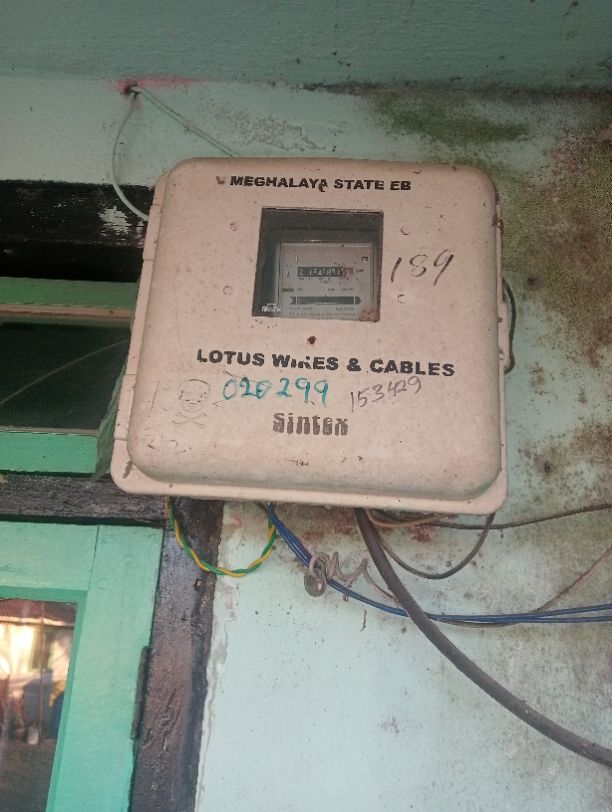 MEGHALAYA STATE EB
189
LOTUS WIRES & CABLES
020299
153429
Sintex